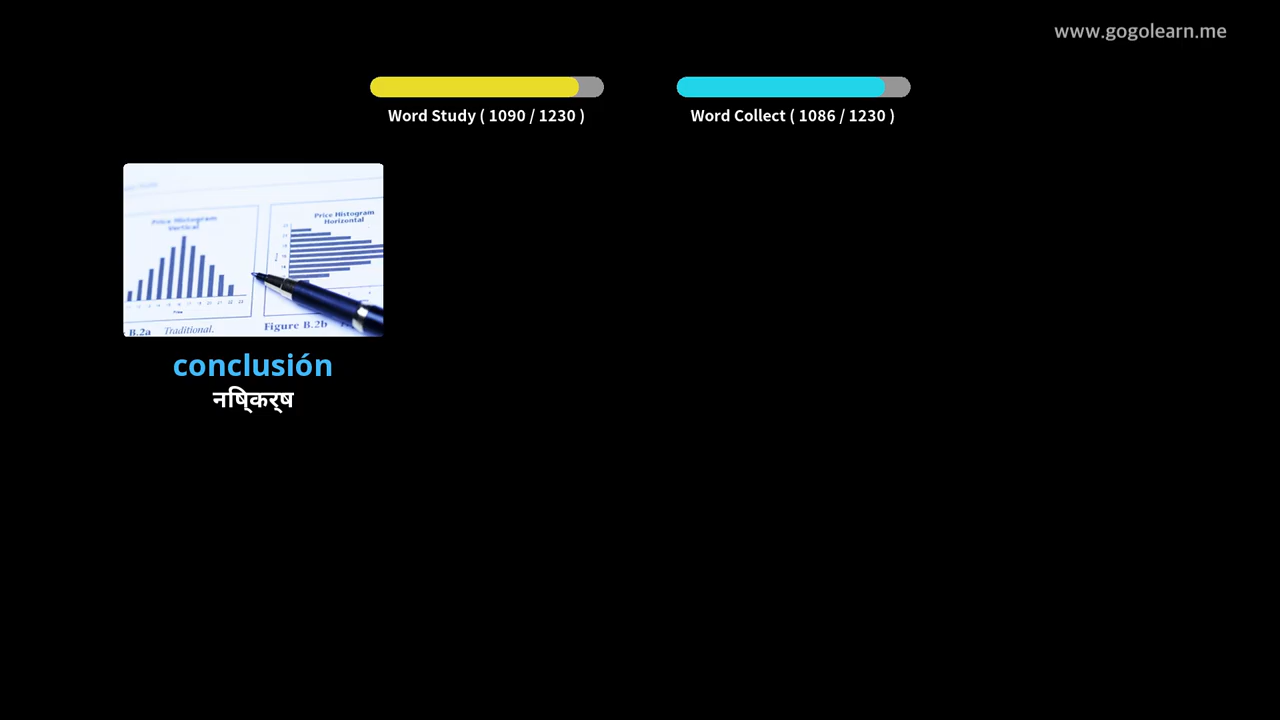 www.gogolearn.me
Word Study ( 1090 / 1230 )
Word Collect ( 1086 / 1230 )
Price Histogram
Vertical
Price Histogram
Horizontal
B.2a Traditional.
Figure B.2b
conclusión
निष्कर्ष